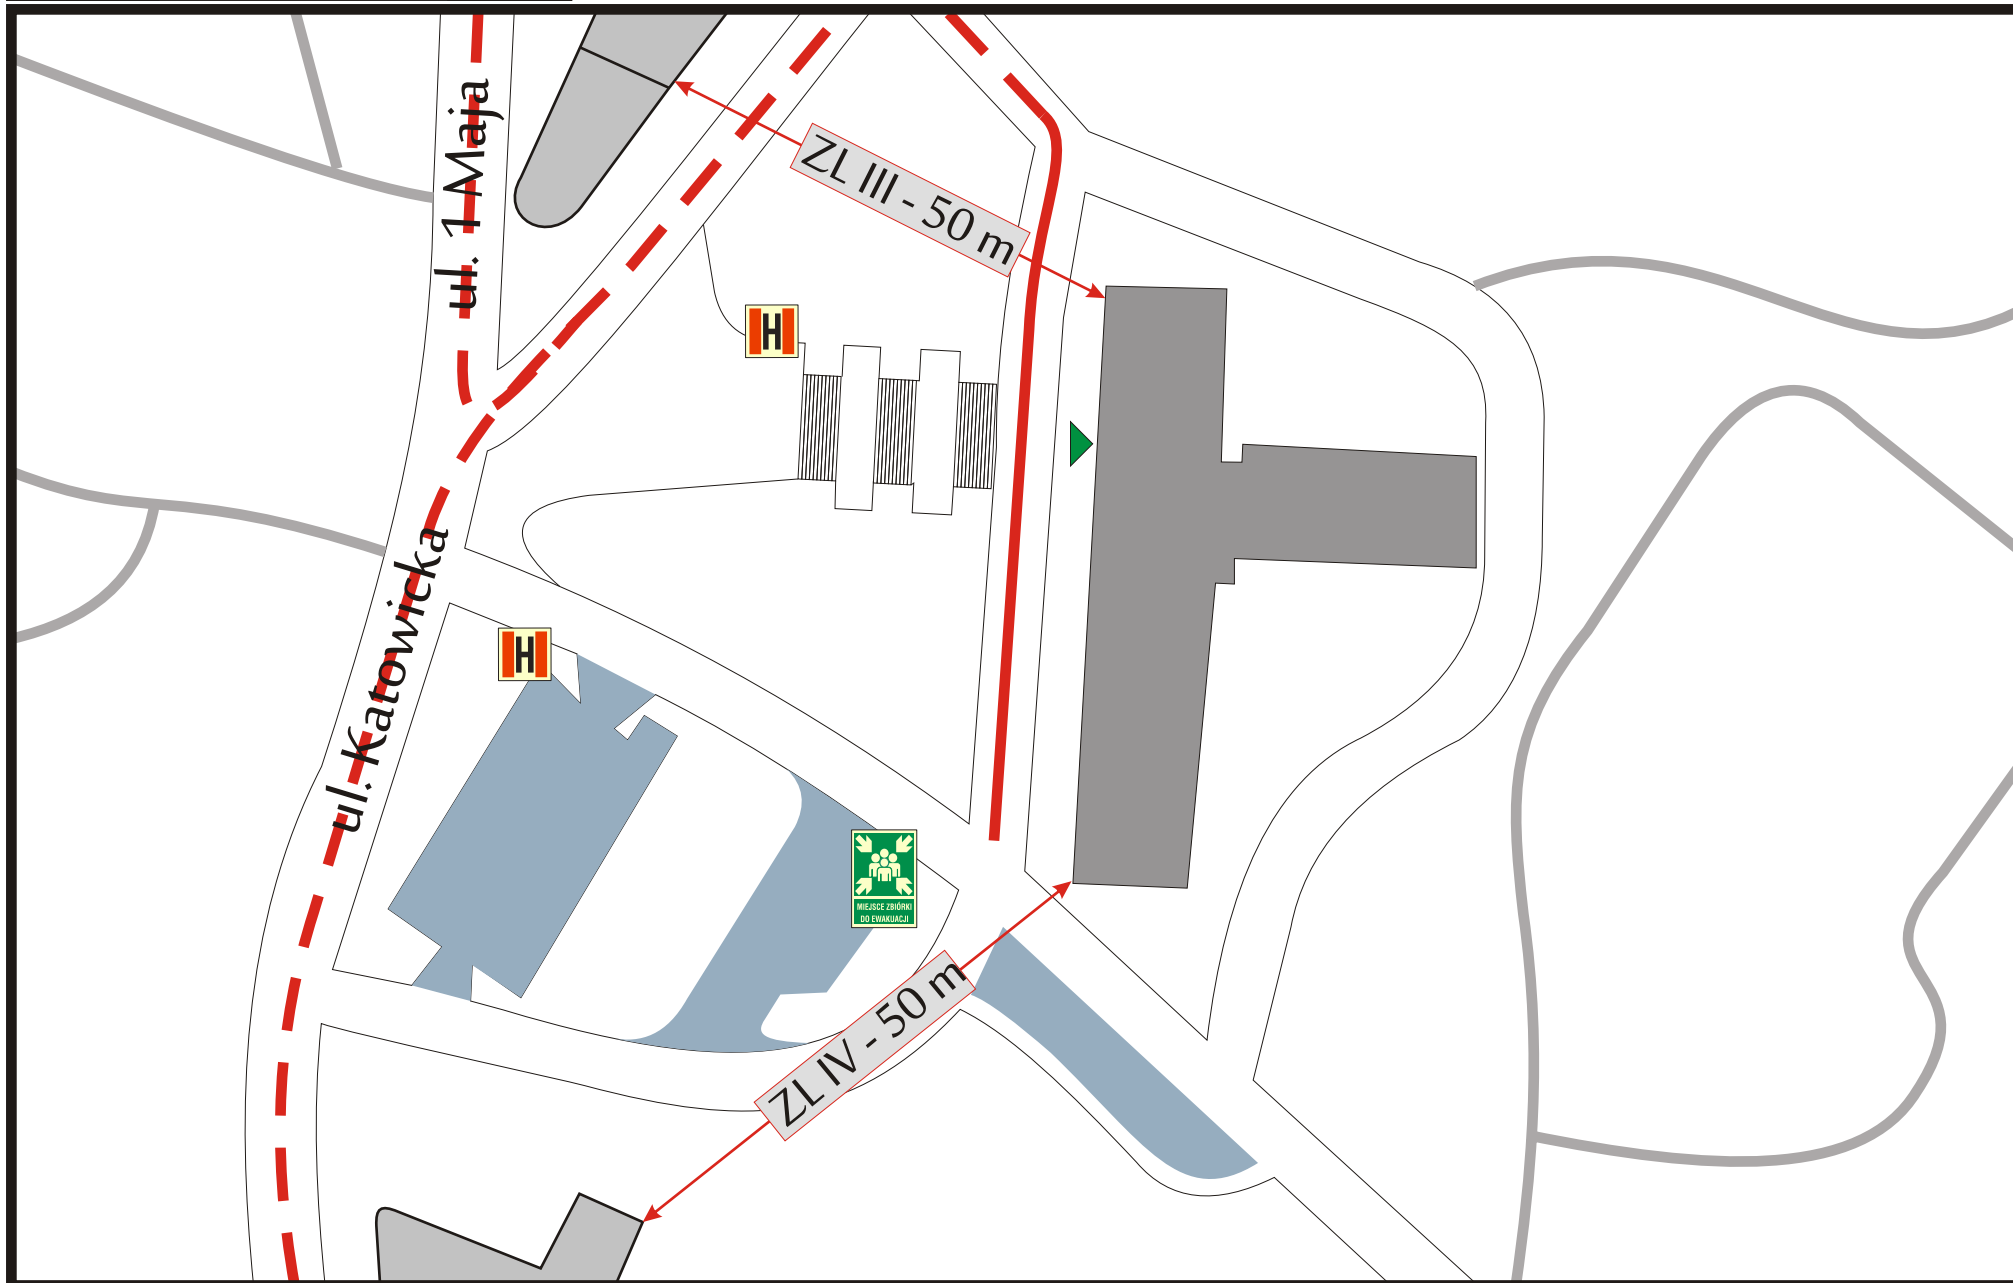 ul. 1 Maja
ZL III - 50 m
H
ul. Katowicka
H
MIEJSCE ZBIÓRKI
DO EWAKUACJI
ZL IV - 50 m